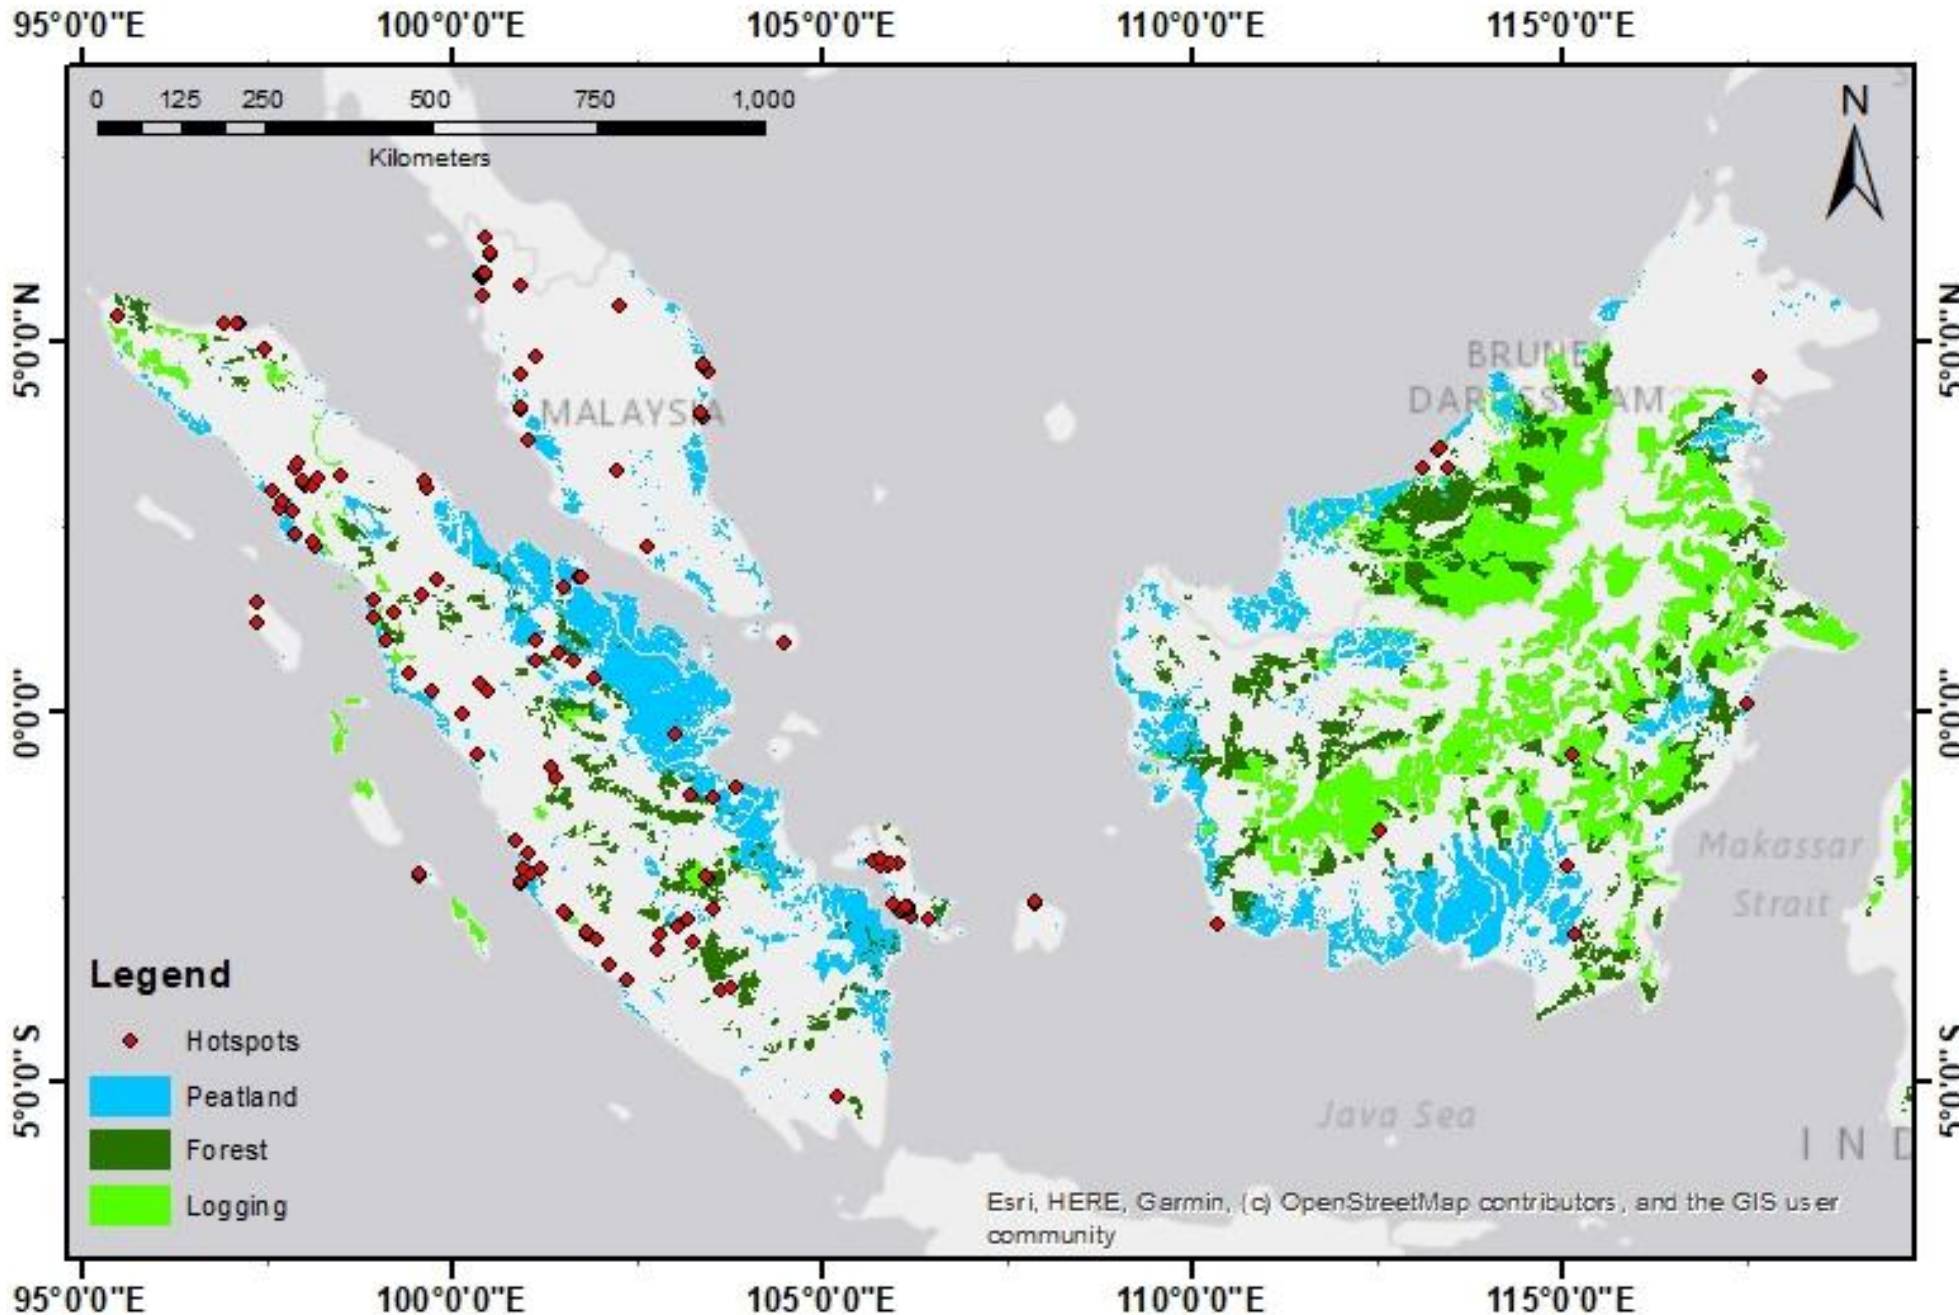 95°0'0"E 100°0'0"E 105°0'0"E 110°0'0"E 115°0'0"E
0 125 250 500 750 1,000
Kilometers
N
5°0'0"N
5°0'0"N
MALAYSIA
BRUNEI
DARUSSALAM
0°0'0"
0°0'0"
Makassar
Strait
Legend
Hotspots
Peatland
Forest
Logging
5°0'0"S
5°0'0"S
Java Sea
I N D
Esri, HERE, Garmin, (c) OpenStreetMap contributors, and the GIS user
community
95°0'0"E 100°0'0"E 105°0'0"E 110°0'0"E 115°0'0"E